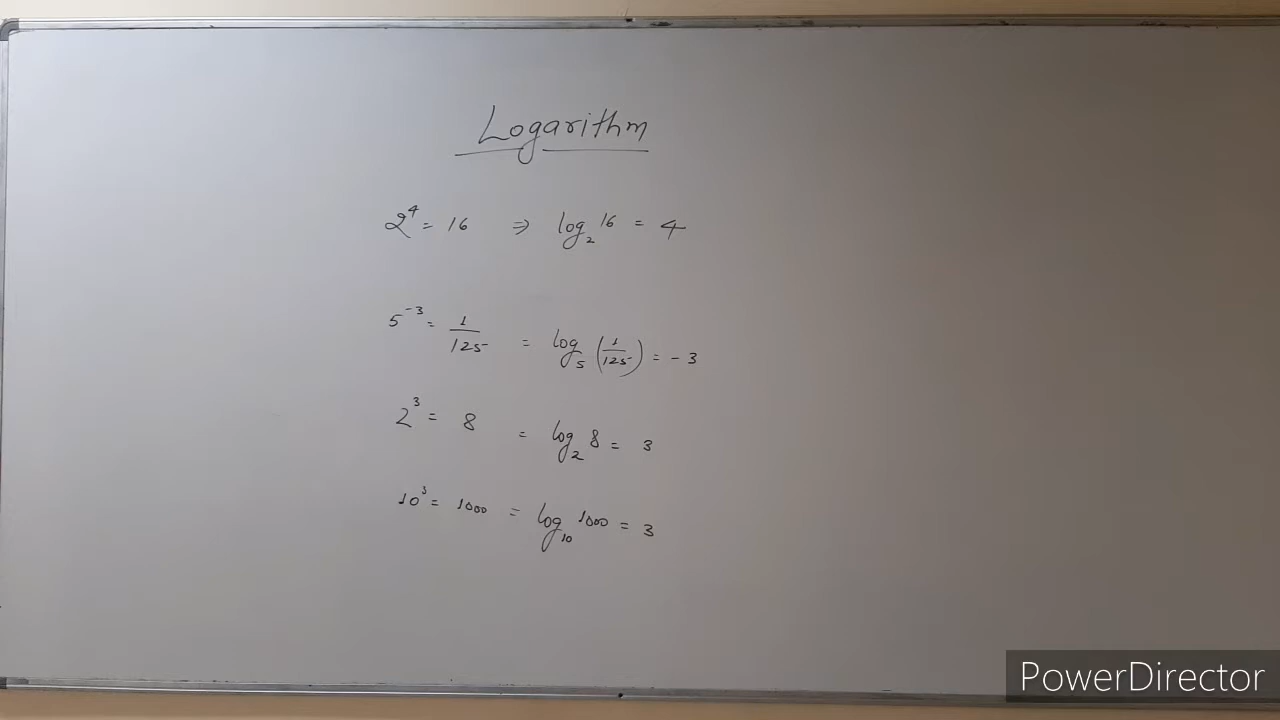 Logarithm
2⁴ = 16 ⇒ log₂ 16 = 4
5⁻³ = 1/125 = log₅ (1/125) = -3
2³ = 8 = log₂ 8 = 3
10³ = 1000 = log₁₀ 1000 = 3
PowerDirector